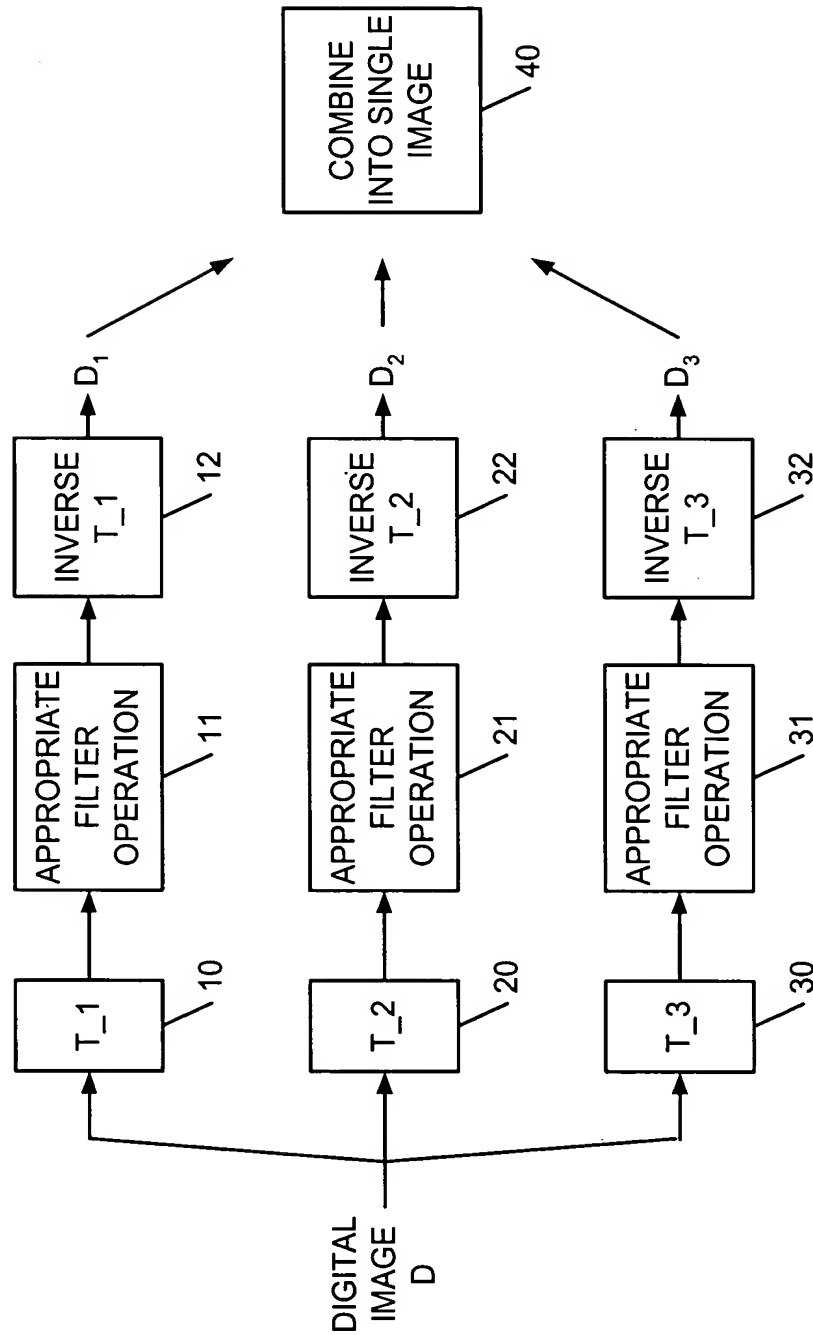 DIGITAL
IMAGE
D
T_1
10
APPROPRIATE
FILTER
OPERATION
11
INVERSE
T_1
12
D₁
T_2
20
APPROPRIATE
FILTER
OPERATION
21
INVERSE
T_2
22
D₂
T_3
30
APPROPRIATE
FILTER
OPERATION
31
INVERSE
T_3
32
D₃
COMBINE
INTO SINGLE
IMAGE
40